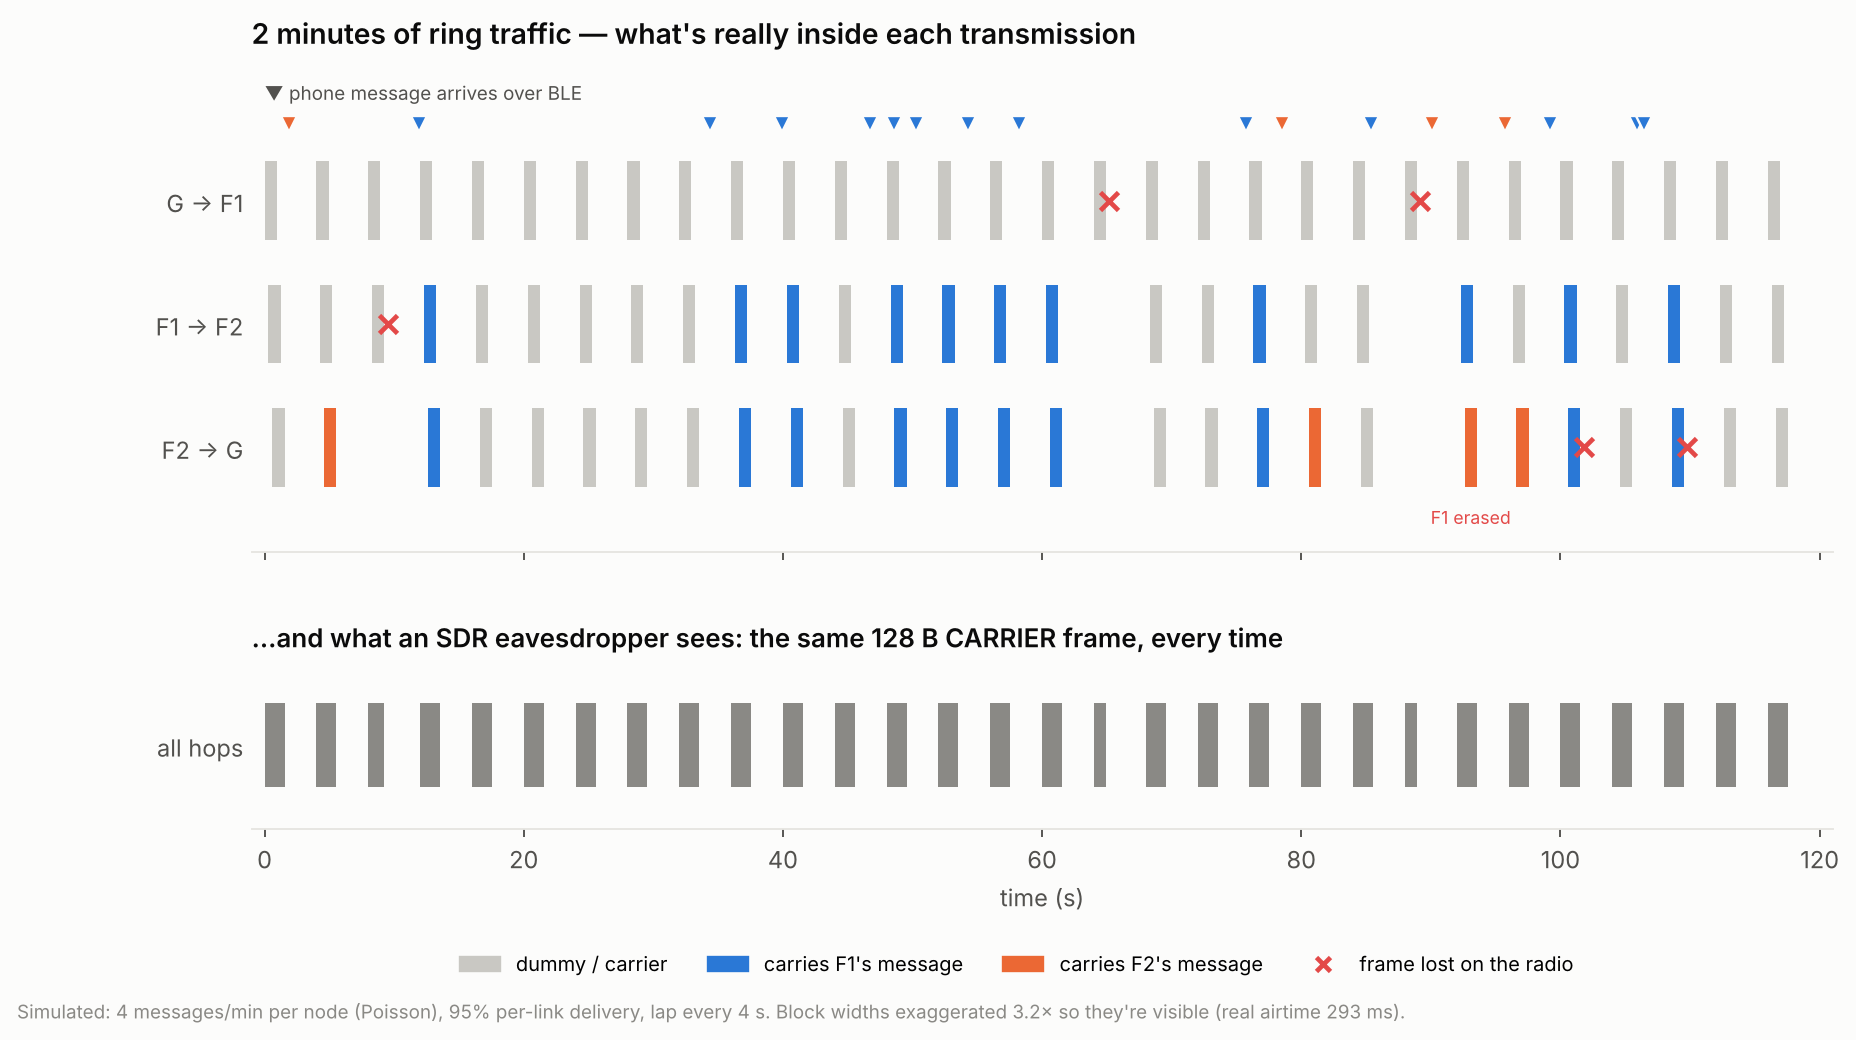 2 minutes of ring traffic — what's really inside each transmission
▼ phone message arrives over BLE
G → F1
F1 → F2
F2 → G
F1 erased
...and what an SDR eavesdropper sees: the same 128 B CARRIER frame, every time
all hops
0 20 40 60 80 100 120
time (s)
dummy / carrier carries F1's message carries F2's message frame lost on the radio
Simulated: 4 messages/min per node (Poisson), 95% per-link delivery, lap every 4 s. Block widths exaggerated 3.2× so they're visible (real airtime 293 ms).